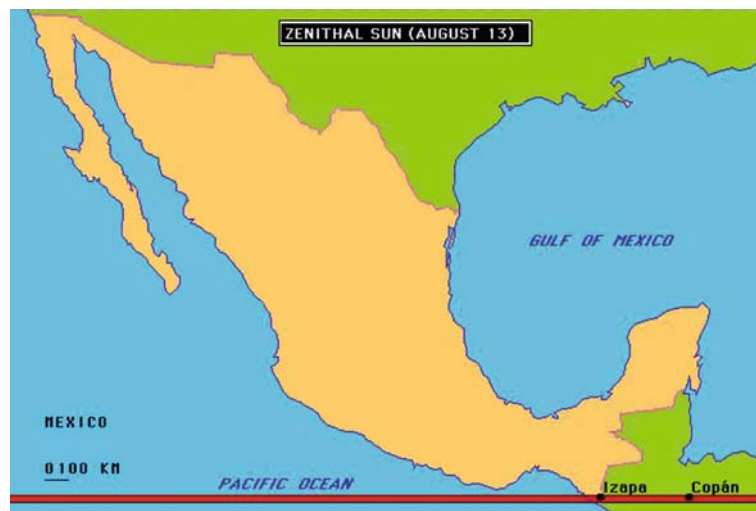 ZENITHAL SUN (AUGUST 13)
GULF OF MEXICO
MEXICO
0 100 KM
PACIFIC OCEAN
Izapa
Copán